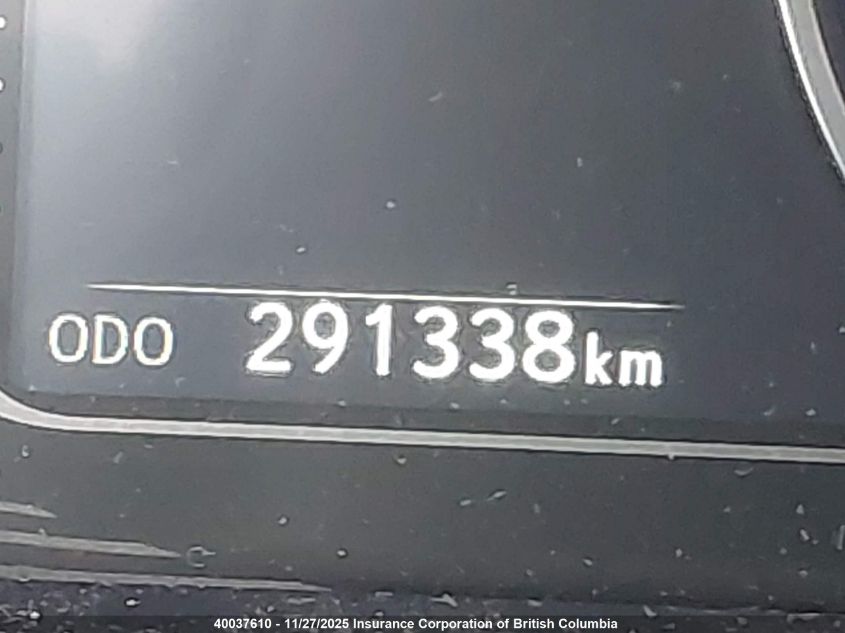 ODO 291338km
40037610 - 11/27/2025 Insurance Corporation of British Columbia